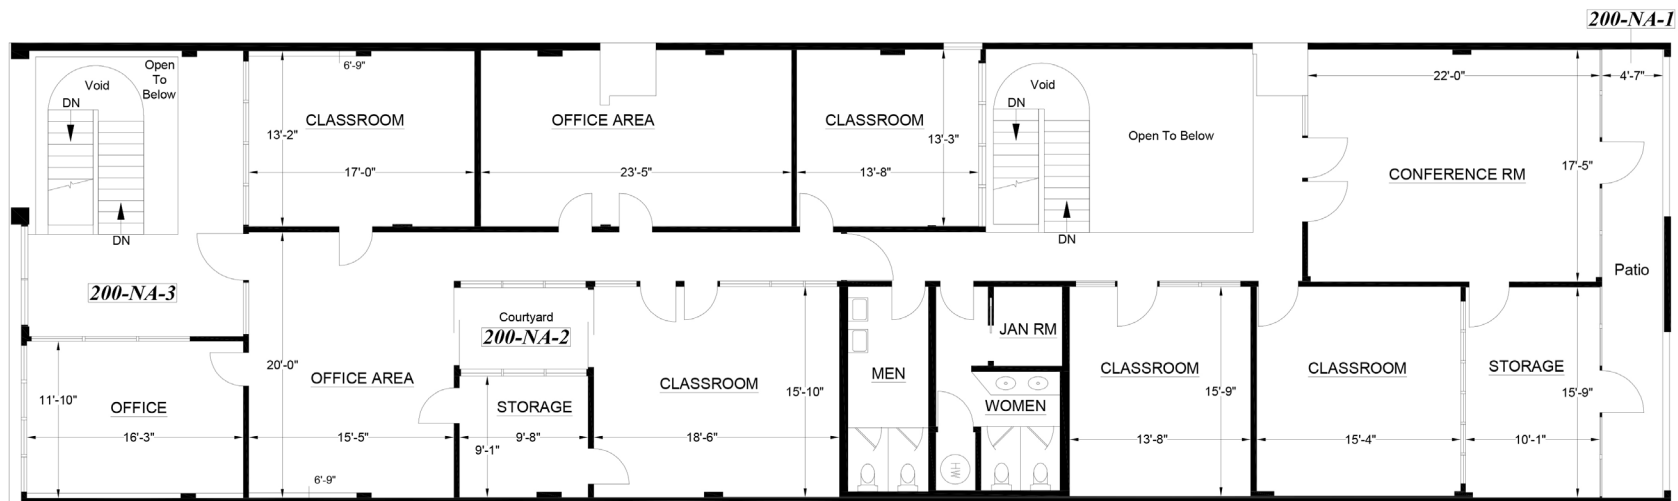 200-NA-1
Void
Open
To
Below
DN
DN
6'-9"
13'-2"
CLASSROOM
17'-0"
OFFICE AREA
23'-5"
CLASSROOM
13'-3"
13'-8"
Void
DN
DN
Open To Below
22'-0"
4'-7"
17'-5"
CONFERENCE RM
Patio
200-NA-3
11'-10"
OFFICE
16'-3"
20'-0"
OFFICE AREA
15'-5"
6'-9"
Courtyard
200-NA-2
STORAGE
9'-8"
9'-1"
CLASSROOM
15'-10"
18'-6"
MEN
JAN RM
WOMEN
HW
CLASSROOM
15'-9"
13'-8"
CLASSROOM
15'-4"
STORAGE
15'-9"
10'-1"